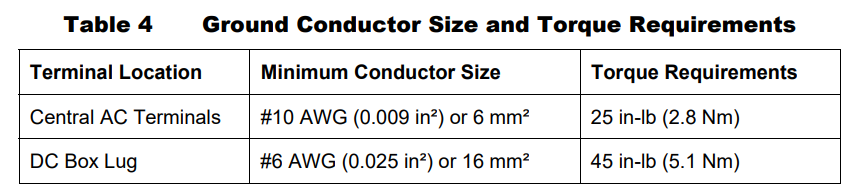 Table 4 Ground Conductor Size and Torque Requirements
Terminal Location Minimum Conductor Size Torque Requirements
Central AC Terminals #10 AWG (0.009 in²) or 6 mm² 25 in-lb (2.8 Nm)
DC Box Lug #6 AWG (0.025 in²) or 16 mm² 45 in-lb (5.1 Nm)